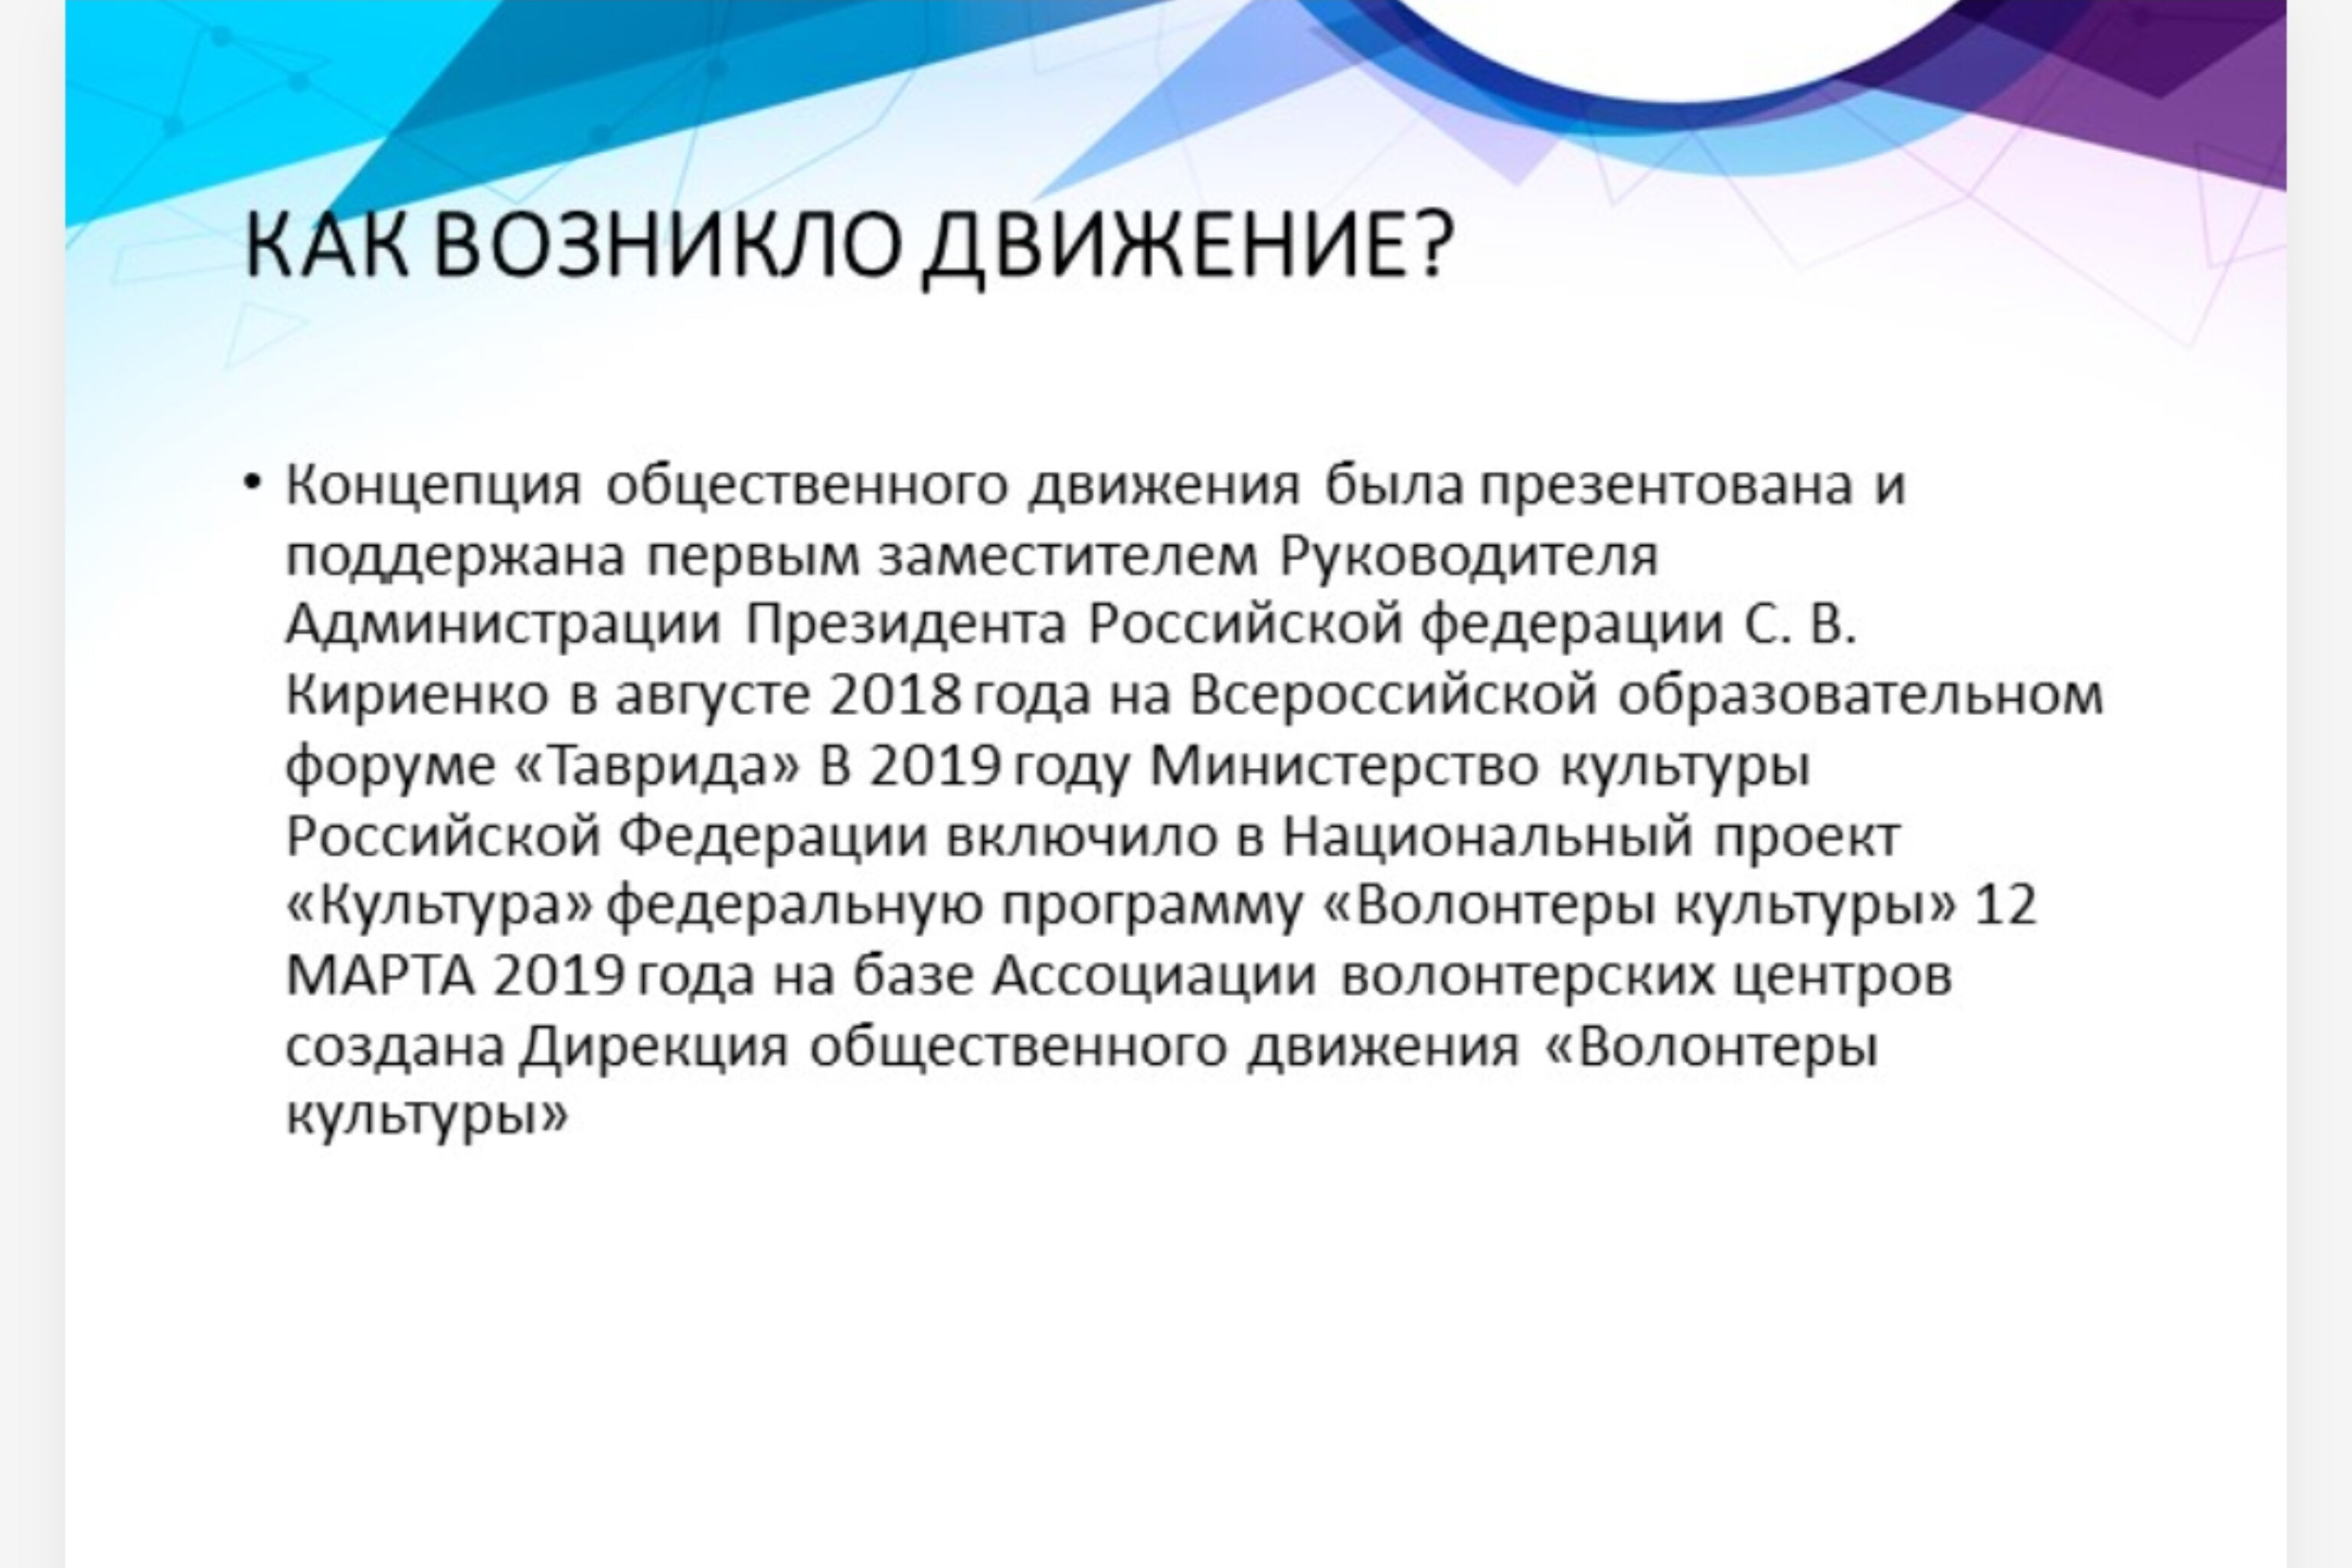 КАК ВОЗНИКЛО ДВИЖЕНИЕ?
• Концепция обцественного движения была презентована и
поддержана первым заместителем Руководителя
Администрации Президента Российской федерации С. В.
Кириенко в августе 2018 года на Всероссийской образовательном
форуме «Таврида» В 2019 году Министерство культуры
Российской Федерации включило в Национальный проект
«Культура» федеральную программу «Волонтеры культуры» 12
МАРТА 2019 года на базе Ассоциации волонтерских центров
создана Дирекция общественного движения «Волонтеры
культуры»